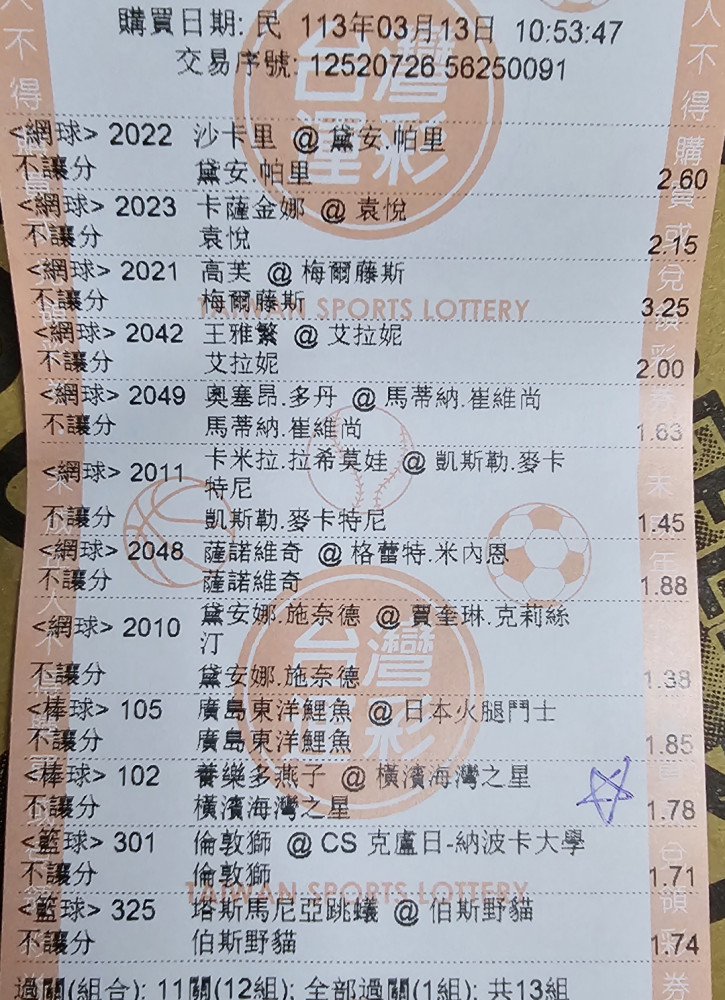 購買日期: 民 113年03月13日 10:53:47
交易序號: 12520726 56250091
<網球> 2022 沙卡里 @ 黛安.帕里
不讓分 黛安.帕里 2.60
<網球> 2023 卡薩金娜 @ 袁悅
不讓分 袁悅 2.15
<網球> 2021 高芙 @ 梅爾藤斯
不讓分 梅爾藤斯 3.25
TAIWAN SPORTS LOTTERY
<網球> 2042 王雅繁 @ 艾拉妮
不讓分 艾拉妮 2.00
<網球> 2049 奧塞昂.多丹 @ 馬蒂納.崔維尚
不讓分 馬蒂納.崔維尚 1.63
<網球> 2011 卡米拉.拉希莫娃 @ 凱斯勒.麥卡
特尼
不讓分 凱斯勒.麥卡特尼 1.45
<網球> 2048 薩諾維奇 @ 格蕾特.米內恩
不讓分 薩諾維奇 1.88
<網球> 2010 黛安娜.施奈德 @ 賈奎琳.克莉絲
汀
不讓分 黛安娜.施奈德 1.38
<棒球> 105 廣島東洋鯉魚 @ 日本火腿鬥士
不讓分 廣島東洋鯉魚 1.85
<棒球> 102 養樂多燕子 @ 橫濱海灣之星
不讓分 橫濱海灣之星 1.78
<籃球> 301 倫敦獅 @ CS 克盧日-納波卡大學
不讓分 倫敦獅 1.71
TAIWAN SPORTS LOTTERY
<籃球> 325 塔斯馬尼亞跳蟻 @ 伯斯野貓
不讓分 伯斯野貓 1.74
過關(組合): 11關(12組); 全部過關(1組); 共13組